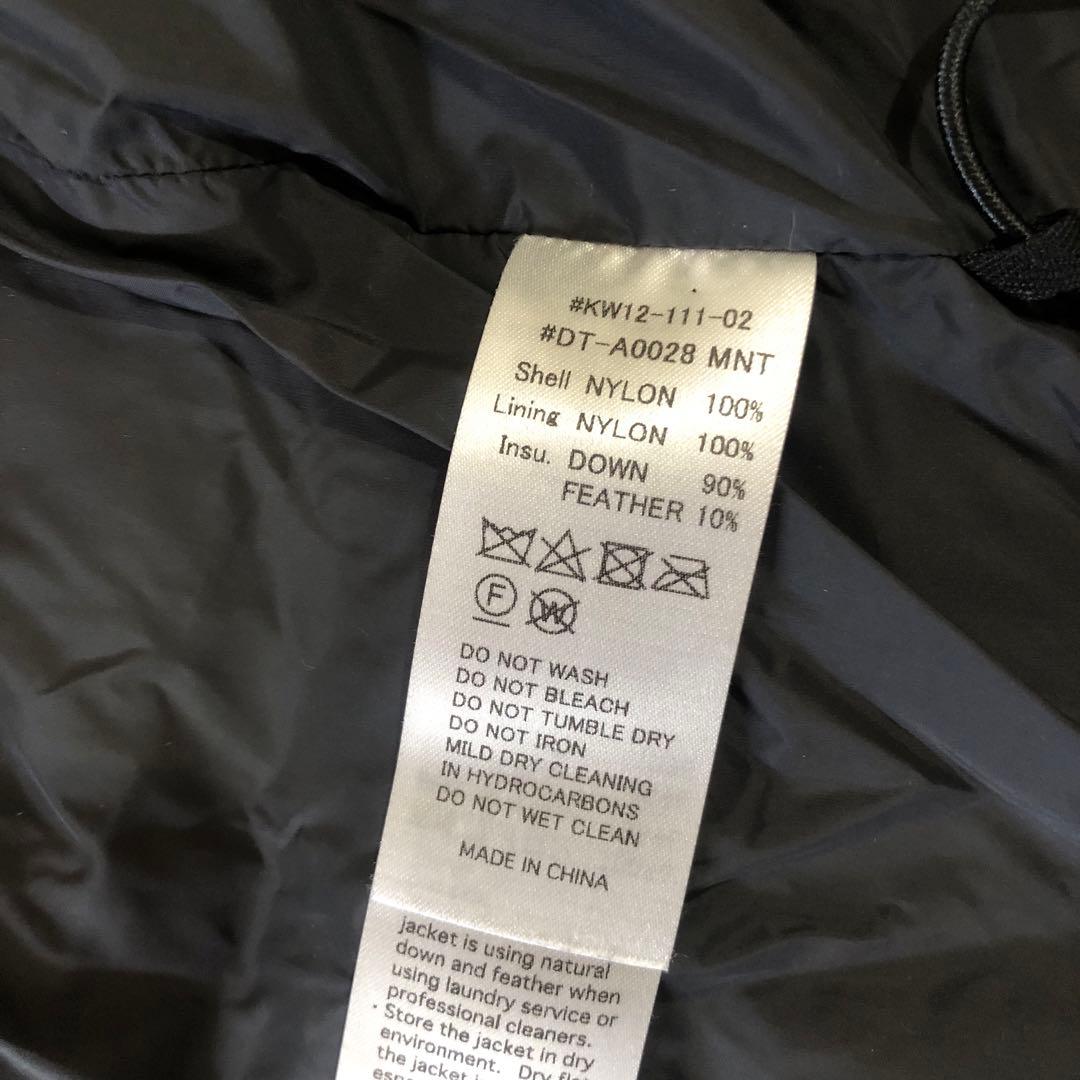 #KW12-111-02
#DT-A0028 MNT
Shell NYLON 100%
Lining NYLON 100%
Insu. DOWN 90%
FEATHER 10%
F
W
DO NOT WASH
DO NOT BLEACH
DO NOT TUMBLE DRY
DO NOT IRON
MILD DRY CLEANING
IN HYDROCARBONS
DO NOT WET CLEAN
MADE IN CHINA
jacket is using natural
down and feather when
using laundry service or
professional cleaners.
· Store the jacket in dry
environment. Dry
the jacket